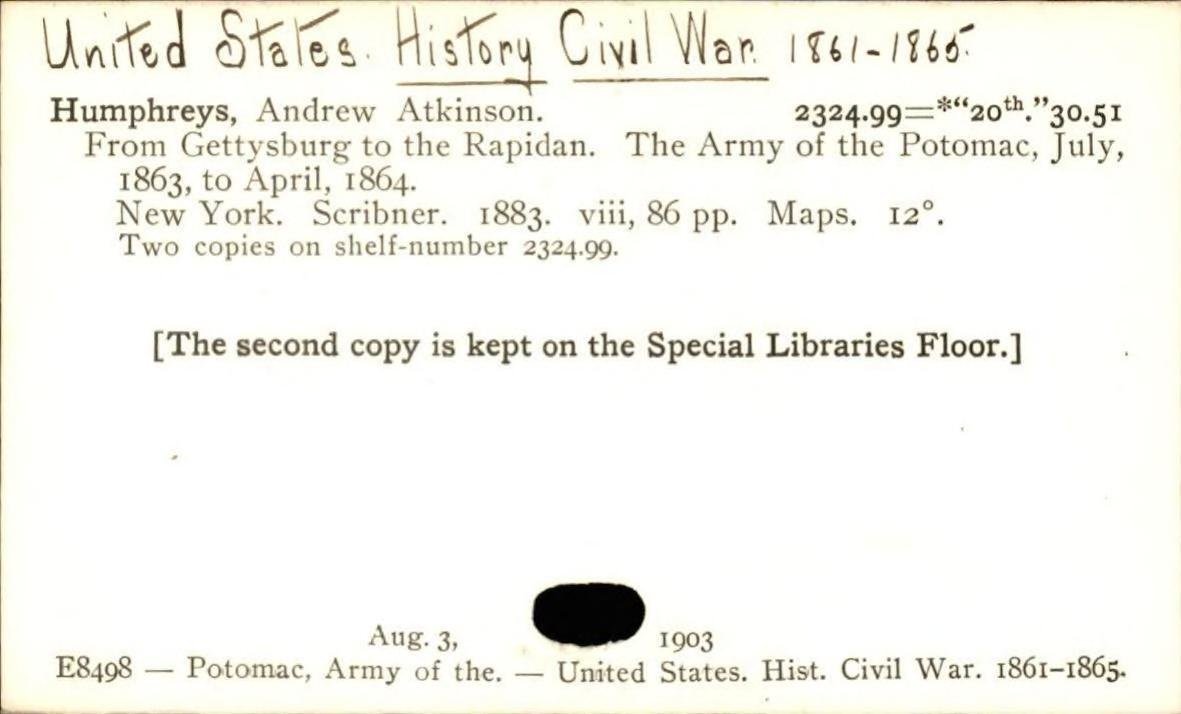 United States. History Civil War. 1861-1865.
Humphreys, Andrew Atkinson. 2324.99=*“20th.”30.51
From Gettysburg to the Rapidan. The Army of the Potomac, July,
1863, to April, 1864.
New York. Scribner. 1883. viii, 86 pp. Maps. 12°.
Two copies on shelf-number 2324.99.
[The second copy is kept on the Special Libraries Floor.]
Aug. 3, 1903
E8498 — Potomac, Army of the. — United States. Hist. Civil War. 1861–1865.